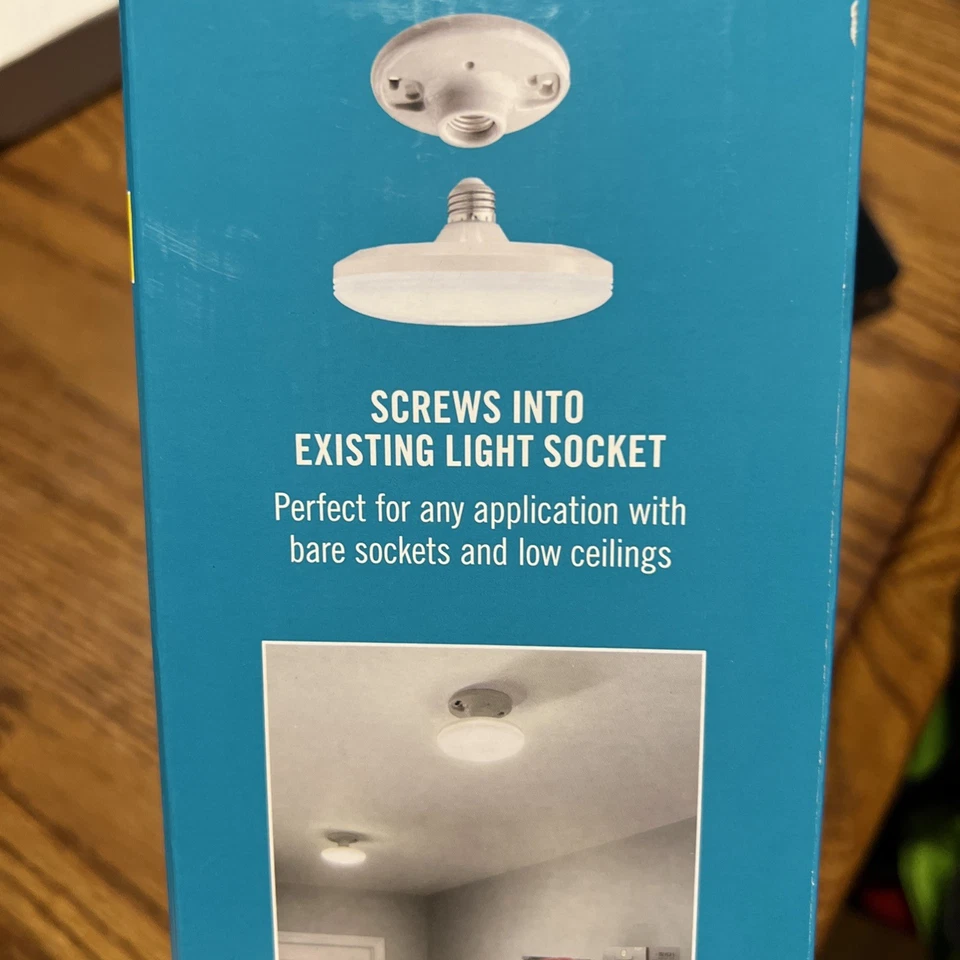 SCREWS INTO
EXISTING LIGHT SOCKET
Perfect for any application with
bare sockets and low ceilings